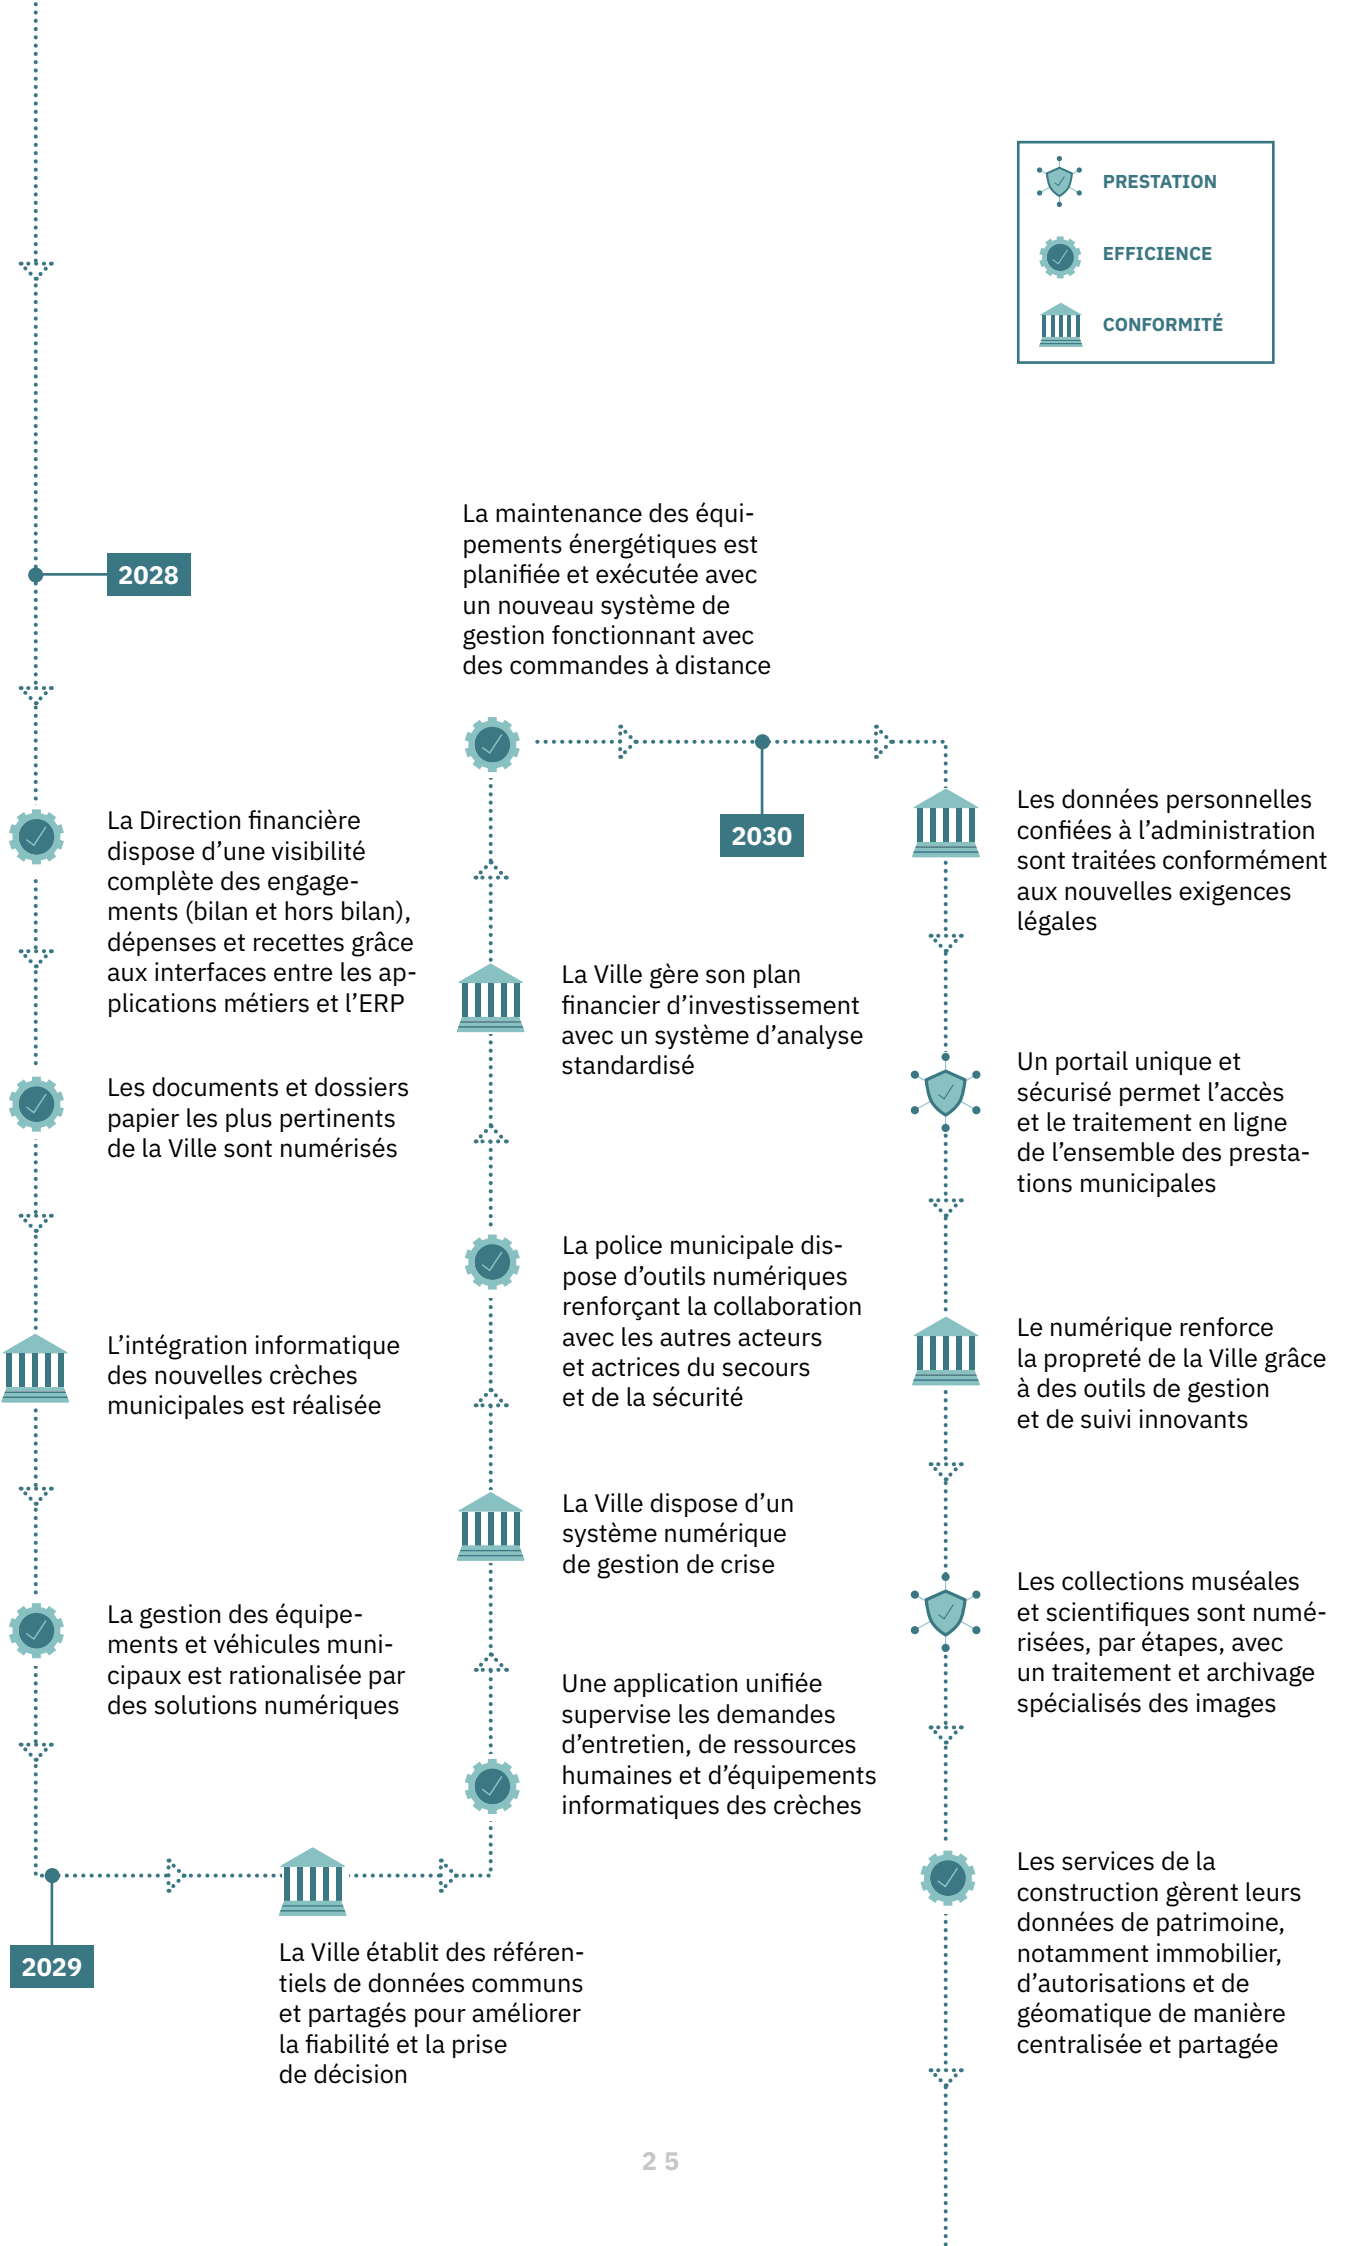 PRESTATION
EFFICIENCE
CONFORMITÉ
2028
La Direction financière
dispose d’une visibilité
complète des engage-
ments (bilan et hors bilan),
dépenses et recettes grâce
aux interfaces entre les ap-
plications métiers et l’ERP
Les documents et dossiers
papier les plus pertinents
de la Ville sont numérisés
L’intégration informatique
des nouvelles crèches
municipales est réalisée
La gestion des équipe-
ments et véhicules muni-
cipaux est rationalisée par
des solutions numériques
2029
La Ville établit des référen-
tiels de données communs
et partagés pour améliorer
la fiabilité et la prise
de décision
Une application unifiée
supervise les demandes
d’entretien, de ressources
humaines et d’équipements
informatiques des crèches
La Ville dispose d’un
système numérique
de gestion de crise
La police municipale dis-
pose d’outils numériques
renforçant la collaboration
avec les autres acteurs
et actrices du secours
et de la sécurité
La Ville gère son plan
financier d’investissement
avec un système d’analyse
standardisé
La maintenance des équi-
pements énergétiques est
planifiée et exécutée avec
un nouveau système de
gestion fonctionnant avec
des commandes à distance
2030
Les données personnelles
confiées à l’administration
sont traitées conformément
aux nouvelles exigences
légales
Un portail unique et
sécurisé permet l’accès
et le traitement en ligne
de l’ensemble des presta-
tions municipales
Le numérique renforce
la propreté de la Ville grâce
à des outils de gestion
et de suivi innovants
Les collections muséales
et scientifiques sont numé-
risées, par étapes, avec
un traitement et archivage
spécialisés des images
Les services de la
construction gèrent leurs
données de patrimoine,
notamment immobilier,
d’autorisations et de
géomatique de manière
centralisée et partagée
25